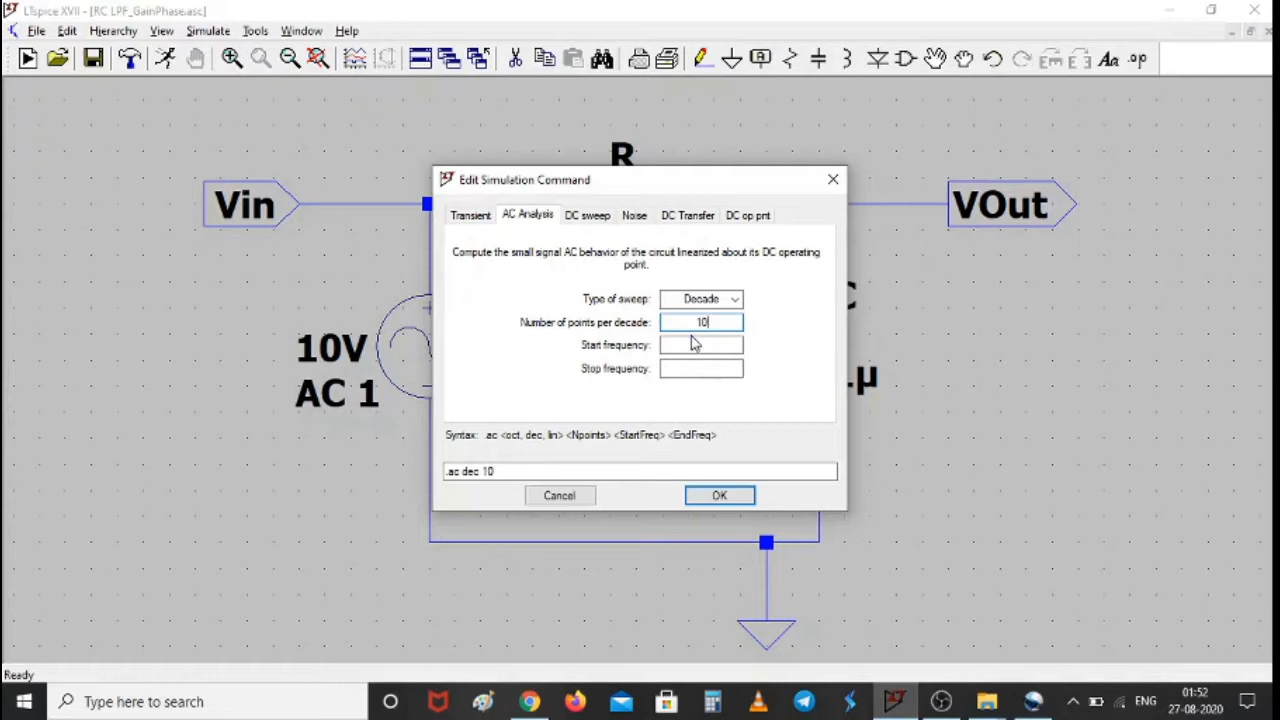 LTspice XVII - [RC LPF_GainPhase.asc]
File Edit Hierarchy View Simulate Tools Window Help
Aa .op
R
Vin
VOut
10V
AC 1
C
1µ
Edit Simulation Command
Transient AC Analysis DC sweep Noise DC Transfer DC op pnt
Compute the small signal AC behavior of the circuit linearized about its DC operating
point.
Type of sweep: Decade
Number of points per decade: 10
Start frequency:
Stop frequency:
Syntax: .ac <oct, dec, lin> <Npoints> <StartFreq> <EndFreq>
.ac dec 10
Cancel OK
Ready
Type here to search
ENG
01:52
27-08-2020